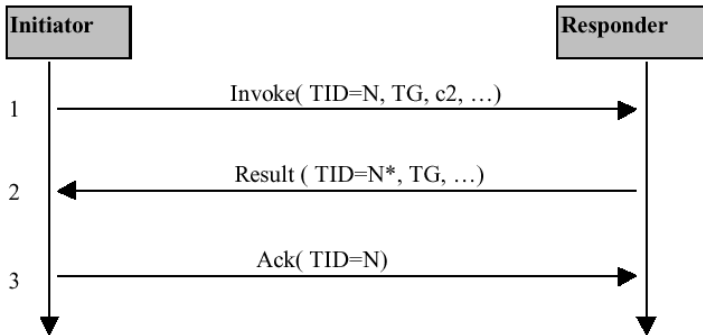 Initiator
Responder
1
Invoke( TID=N, TG, c2, …)
2
Result ( TID=N*, TG, …)
3
Ack( TID=N)